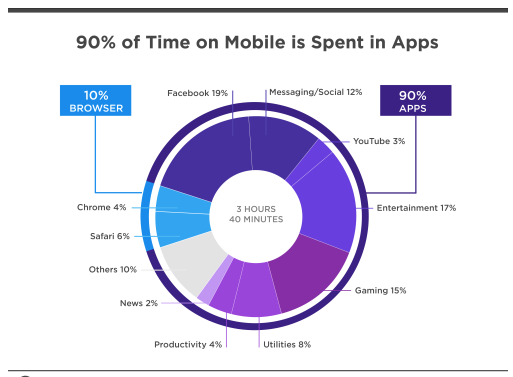 90% of Time on Mobile is Spent in Apps
10%
BROWSER
90%
APPS
Facebook 19%
Messaging/Social 12%
YouTube 3%
Entertainment 17%
Gaming 15%
Utilities 8%
Productivity 4%
News 2%
Others 10%
Safari 6%
Chrome 4%
3 HOURS
40 MINUTES